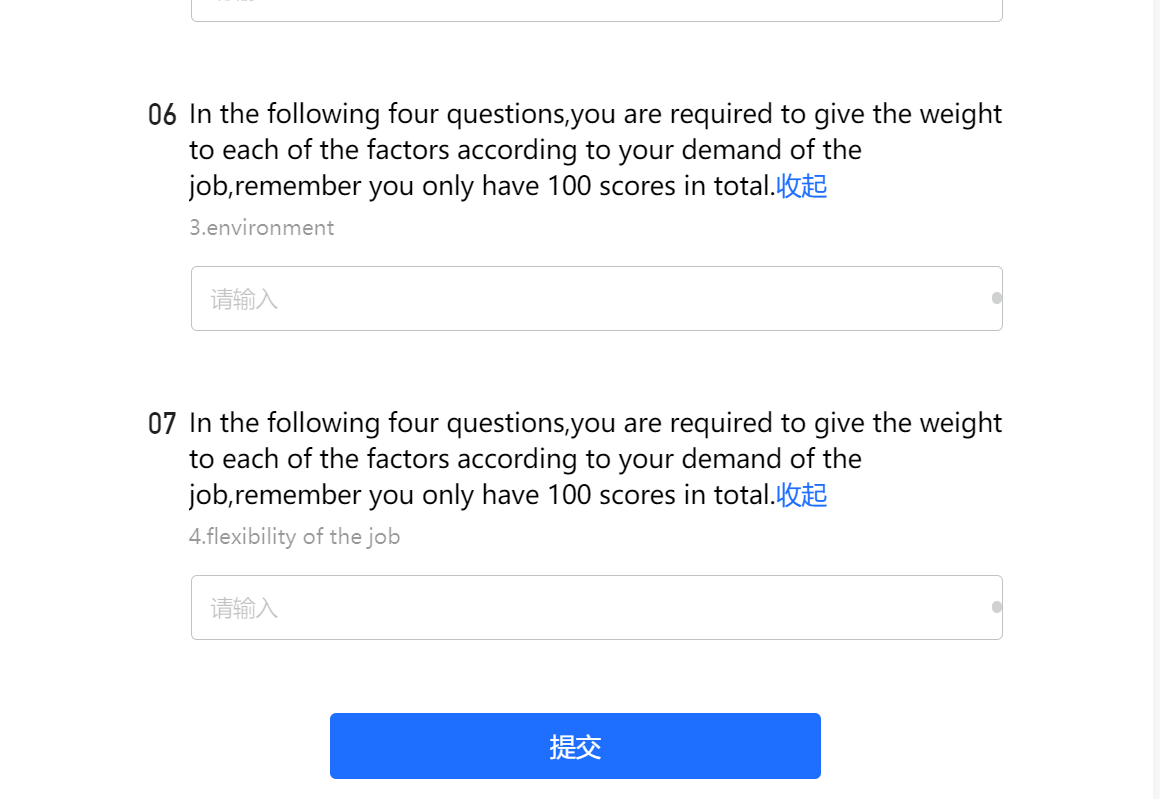 06 In the following four questions,you are required to give the weight
to each of the factors according to your demand of the
job,remember you only have 100 scores in total.收起
3.environment
请输入
07 In the following four questions,you are required to give the weight
to each of the factors according to your demand of the
job,remember you only have 100 scores in total.收起
4.flexibility of the job
请输入
提交